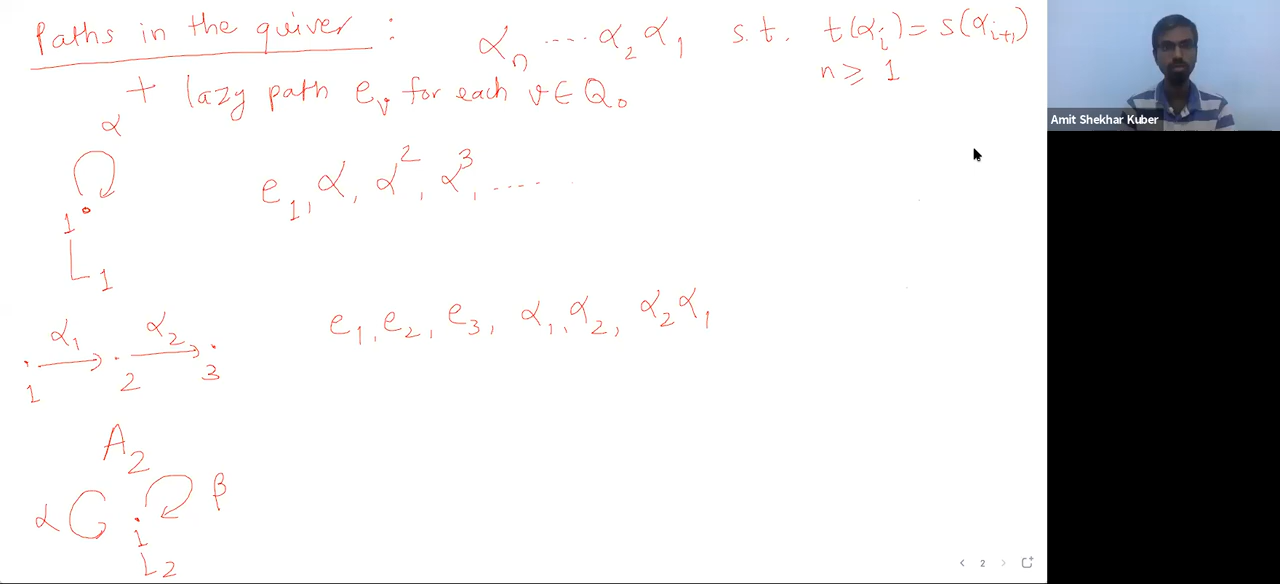 Paths in the quiver : αₙ ···· α₂ α₁ s.t. t(αᵢ) = s(αᵢ₊₁)
n ⩾ 1
+ lazy path eᵥ for each v ∈ Q₀
Amit Shekhar Kuber
α
e₁, α, α², α³, ·····
1
L₁
e₁, e₂, e₃, α₁, α₂, α₂α₁
α₁ α₂
1 2 3
A₂
α β
1
L₂
2